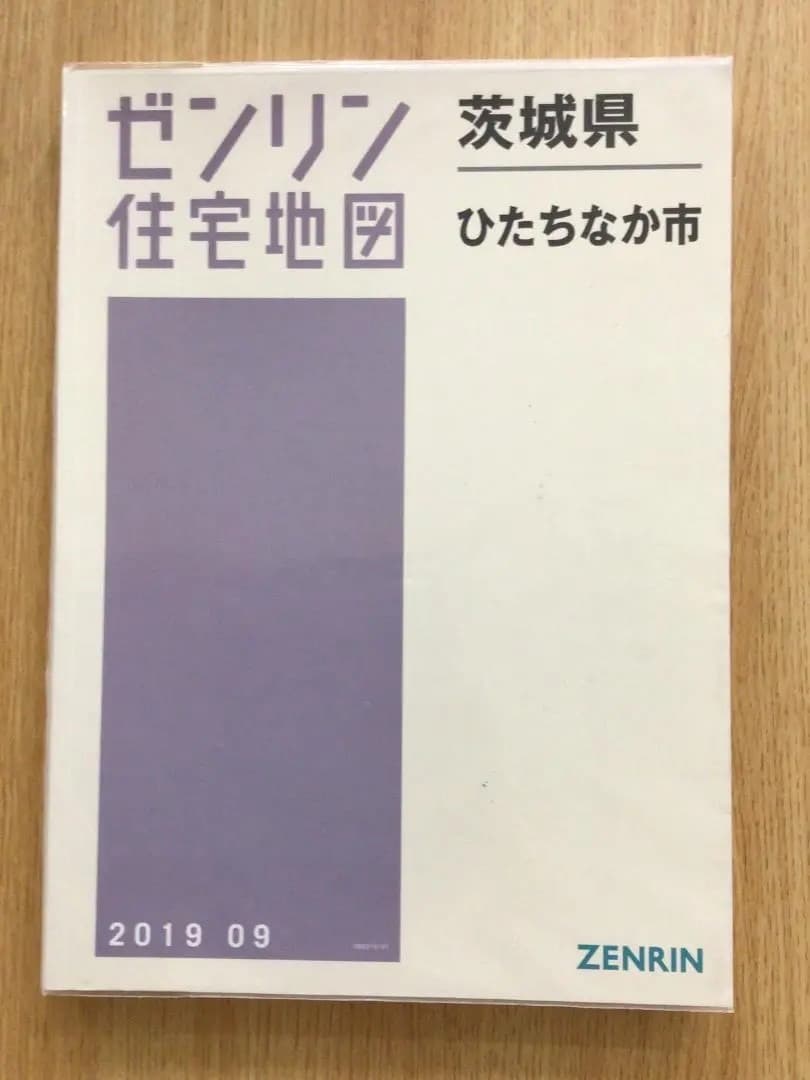 ゼンリン
住宅地図
茨城県
ひたちなか市
2019 09
ZENRIN